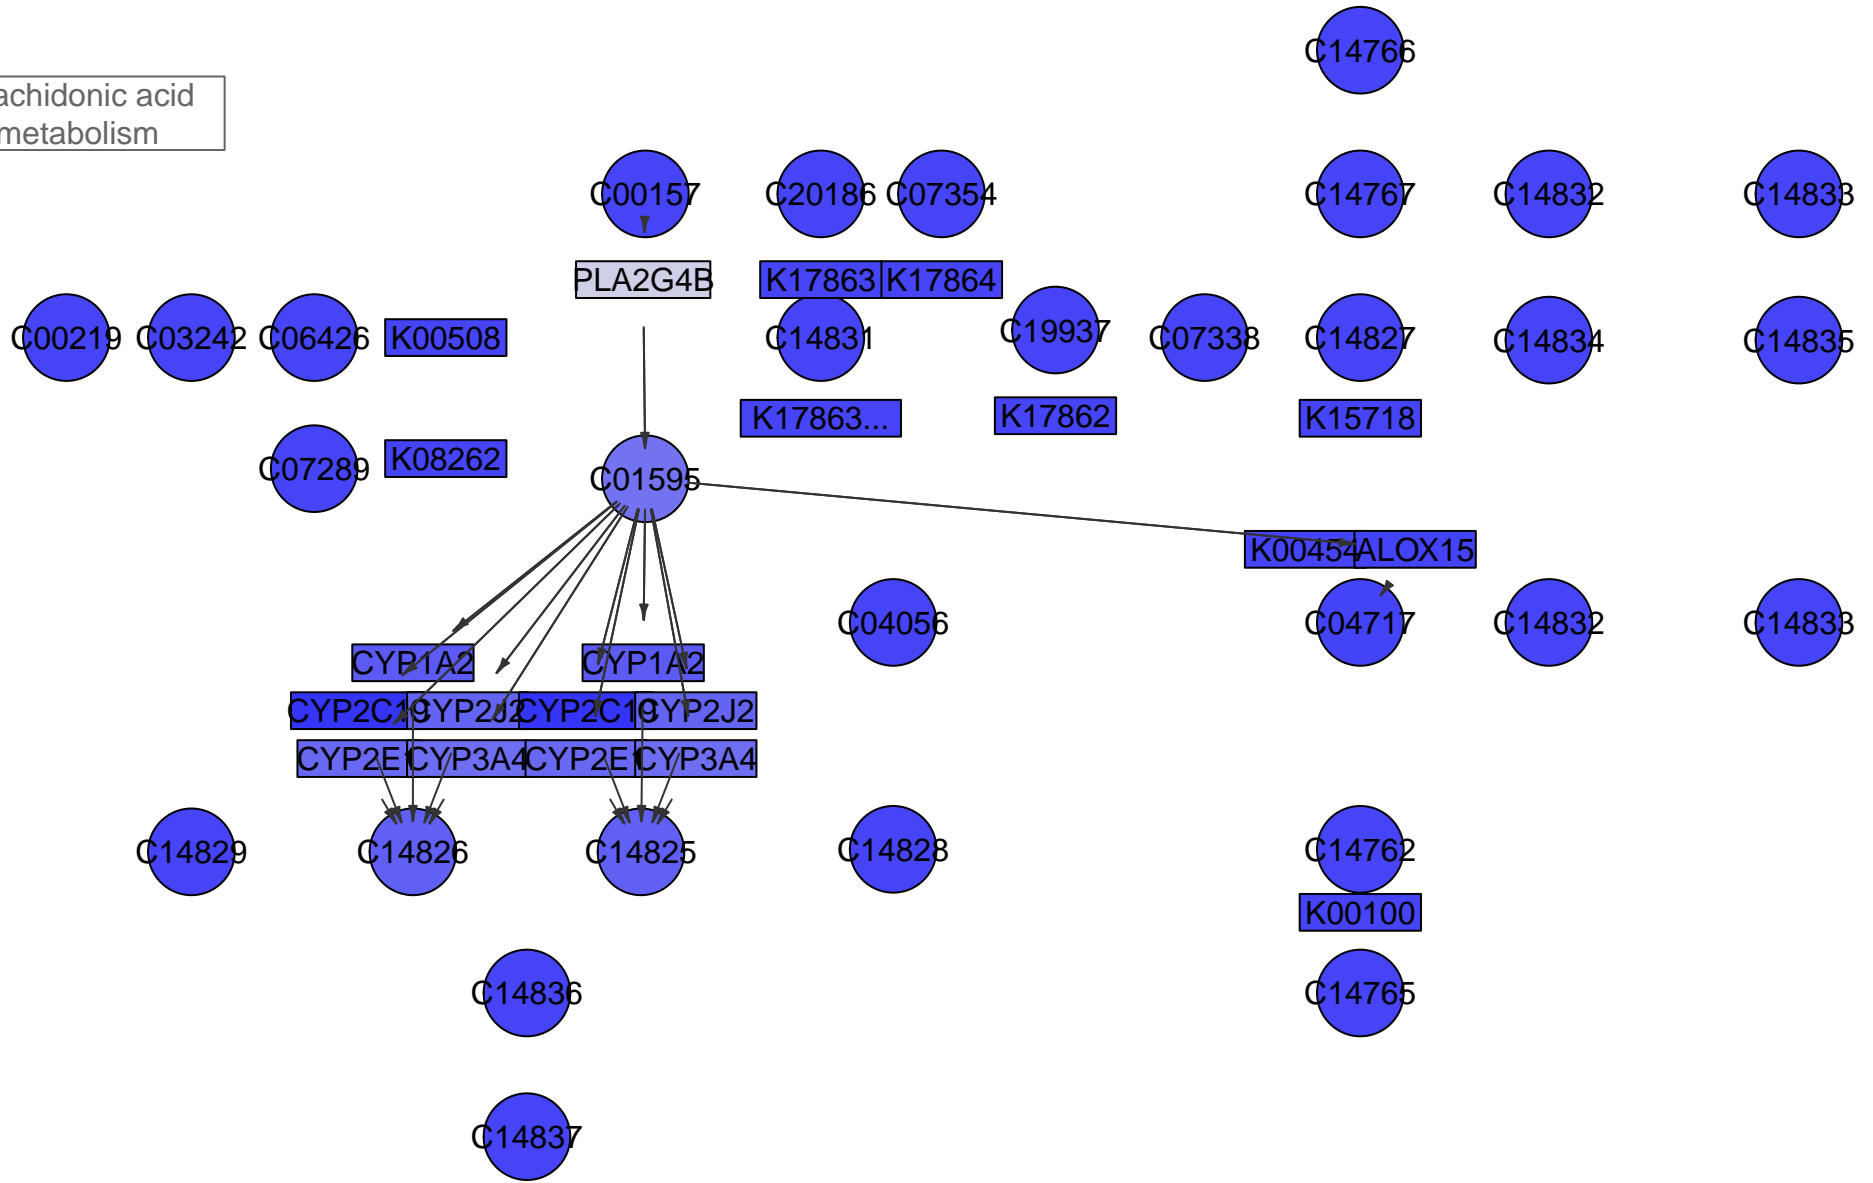 C14766
achidonic acid
metabolism
C00157
C20186
C07354
C14767
C14832
C14833
PLA2G4B
K17863
K17864
C00219
C03242
C06426
K00508
C14831
C19937
C07338
C14827
C14834
C14835
K17863...
K17862
K15718
C07289
K08262
C01595
K00454
ALOX15
C04056
C04717
C14832
C14833
CYP1A2
CYP1A2
CYP2C19
CYP2J2
CYP2C19
CYP2J2
CYP2E1
CYP3A4
CYP2E1
CYP3A4
C14829
C14826
C14825
C14828
C14762
K00100
C14836
C14765
C14837